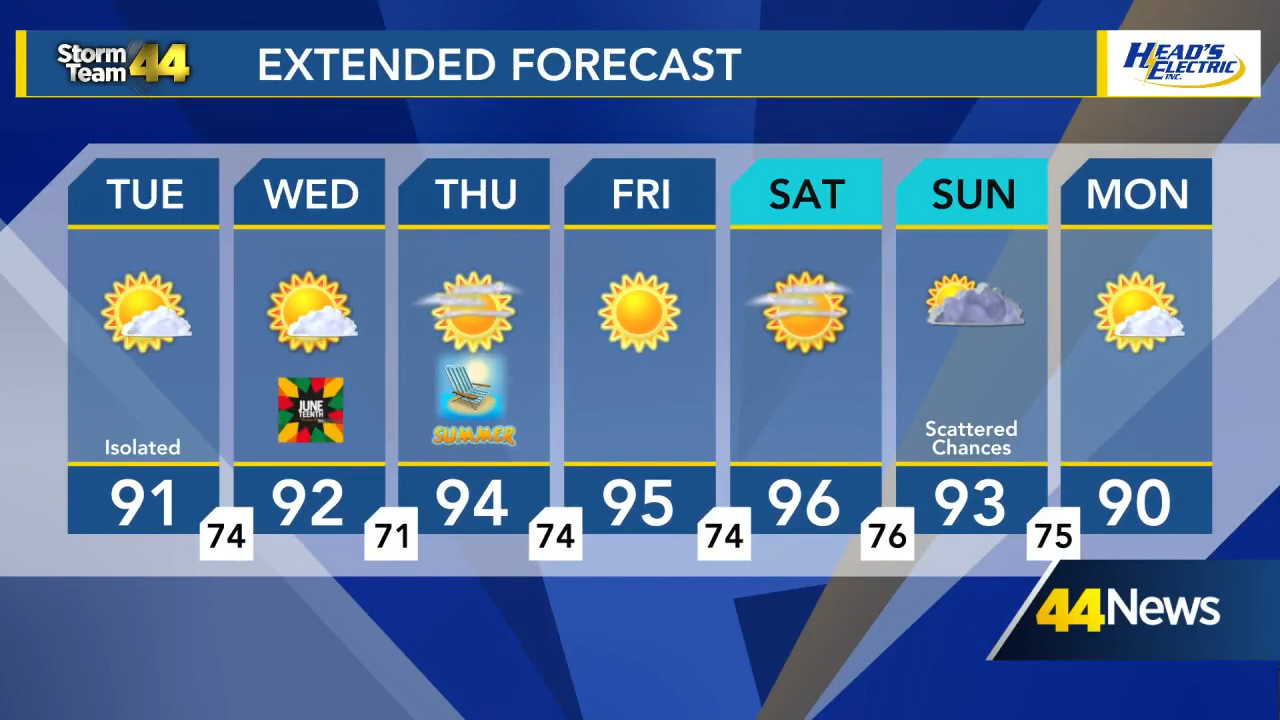 Storm
Team 44
EXTENDED FORECAST
HEAD'S
ELECTRIC
INC.
TUE
WED
THU
FRI
SAT
SUN
MON
JUNE
TEENTH
SUMMER
Isolated
Scattered
Chances
91
92
94
95
96
93
90
74
71
74
74
76
75
44News